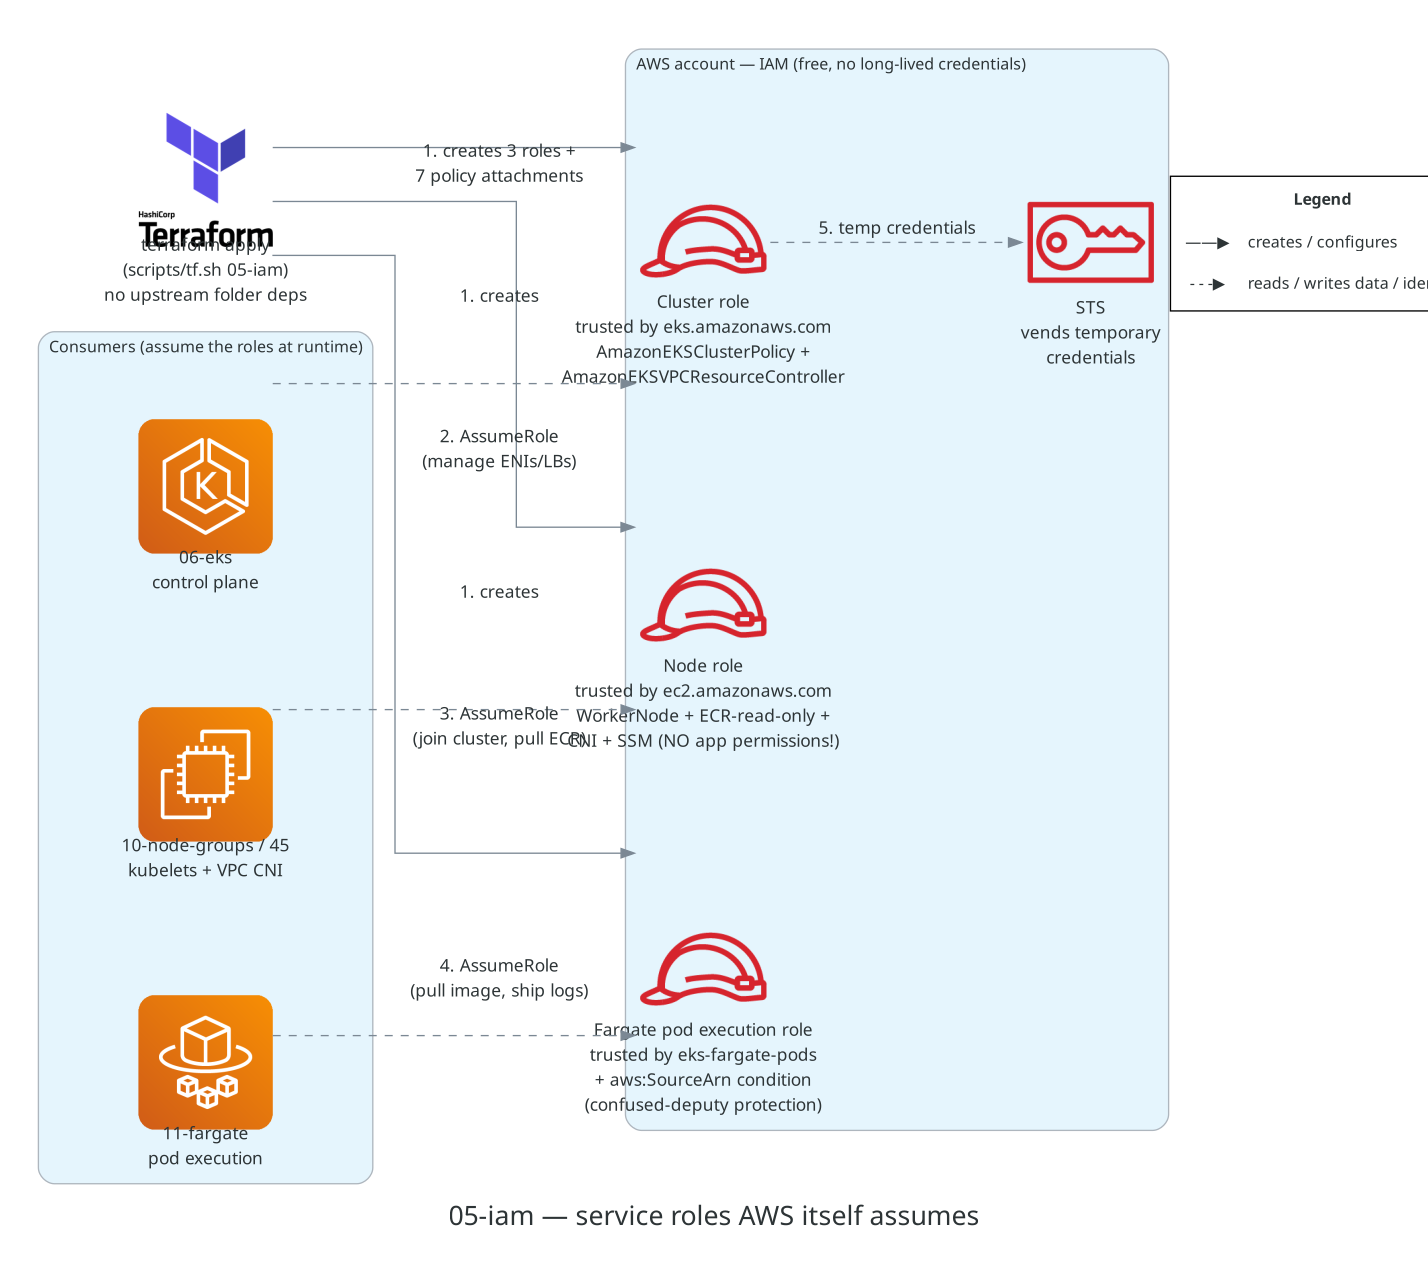 AWS account — IAM (free, no long-lived credentials)
HashiCorp
Terraform
terraform apply
(scripts/tf.sh 05-iam)
no upstream folder deps
1. creates 3 roles +
7 policy attachments
1. creates
5. temp credentials
Cluster role
trusted by eks.amazonaws.com
AmazonEKSClusterPolicy +
AmazonEKSVPCResourceController
STS
vends temporary
credentials
Legend
creates / configures
reads / writes data / iden
Consumers (assume the roles at runtime)
K
06-eks
control plane
2. AssumeRole
(manage ENIs/LBs)
1. creates
Node role
trusted by ec2.amazonaws.com
WorkerNode + ECR-read-only +
CNI + SSM (NO app permissions!)
3. AssumeRole
(join cluster, pull ECR)
10-node-groups / 45
kubelets + VPC CNI
4. AssumeRole
(pull image, ship logs)
Fargate pod execution role
trusted by eks-fargate-pods
+ aws:SourceArn condition
(confused-deputy protection)
11-fargate
pod execution
05-iam — service roles AWS itself assumes